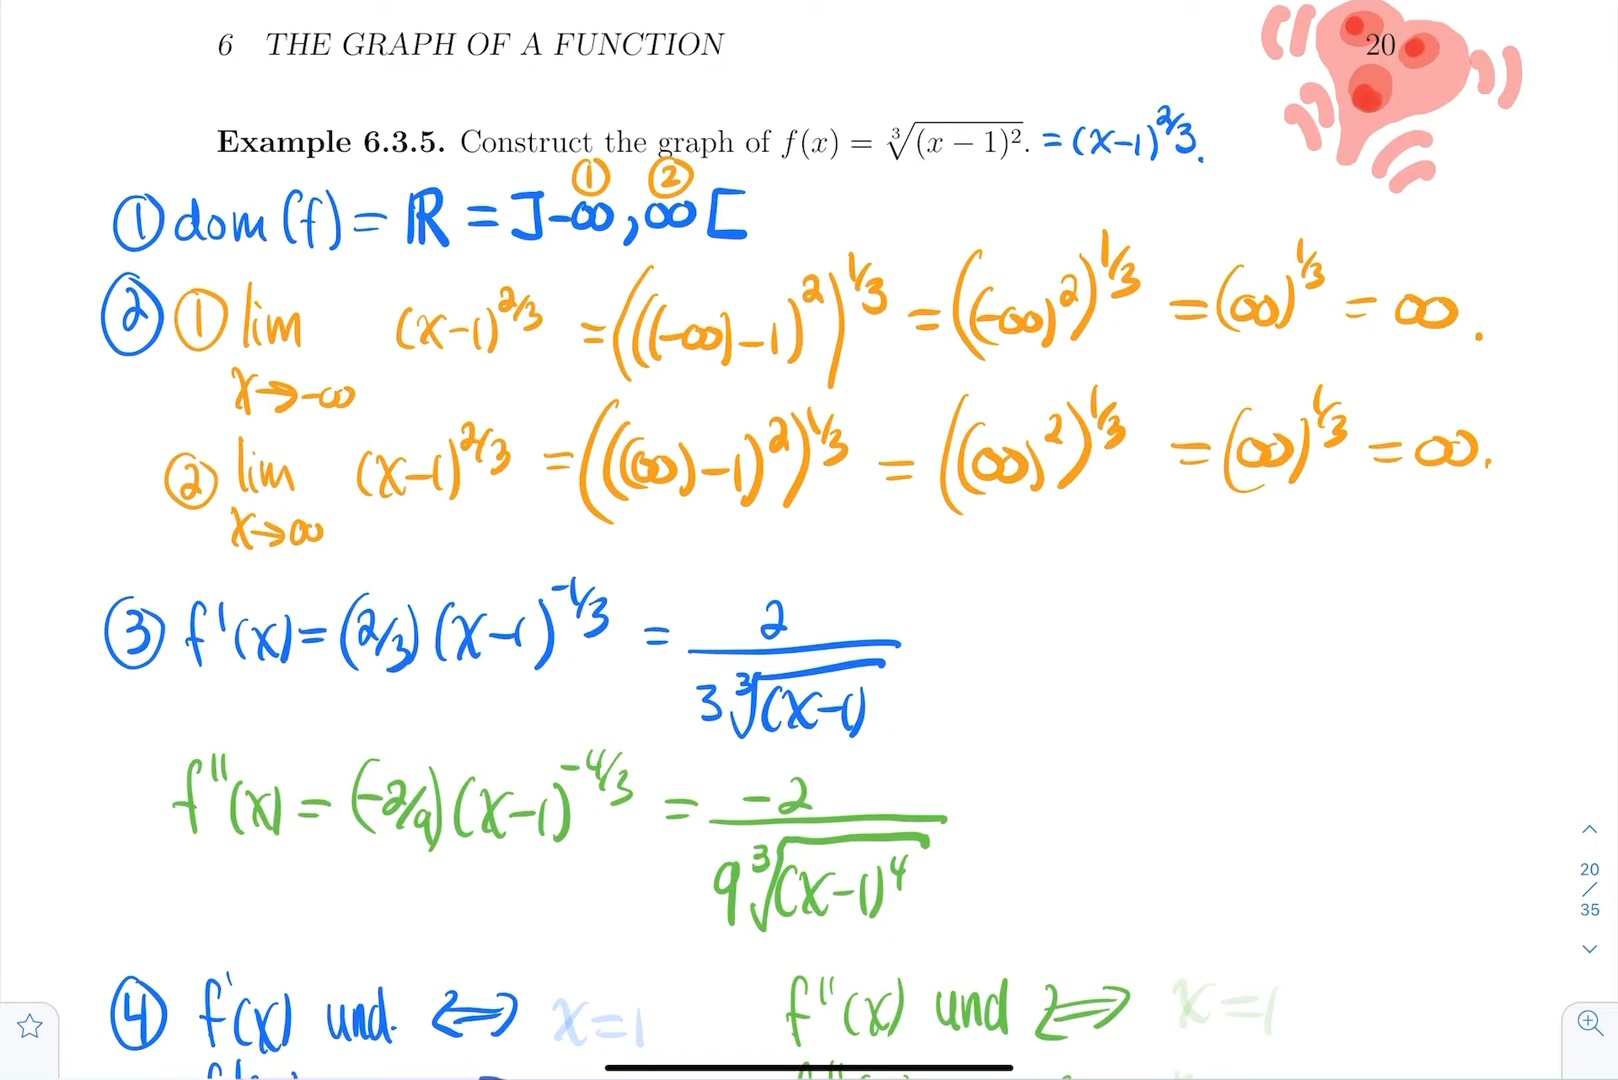 6 THE GRAPH OF A FUNCTION 20
Example 6.3.5. Construct the graph of f(x) = ∛(x − 1)². = (x-1)^2/3.
① ②
① dom(f) = ℝ = ]-∞, ∞[
② ① lim x→-∞ (x-1)^2/3 = (((-∞)-1)^2)^1/3 = ((-∞)^2)^1/3 = (∞)^1/3 = ∞.
② lim x→∞ (x-1)^2/3 = (((∞)-1)^2)^1/3 = ((∞)^2)^1/3 = (∞)^1/3 = ∞.
③ f'(x) = (2/3)(x-1)^-1/3 = 2 / 3∛(x-1)
f''(x) = (-2/9)(x-1)^-4/3 = -2 / 9∛(x-1)^4
④ f'(x) und. ⟺ x=1 f''(x) und ⟺ x=1
20
/
35